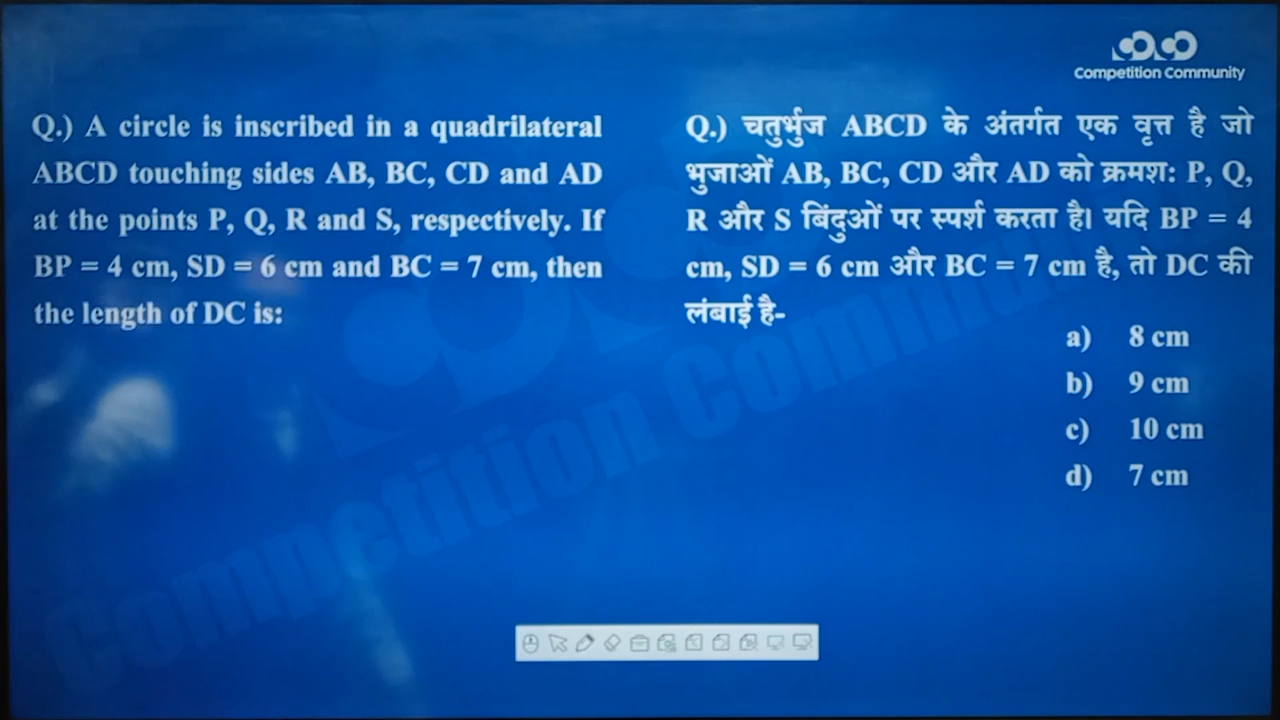 Competition Community
Q.) A circle is inscribed in a quadrilateral
ABCD touching sides AB, BC, CD and AD
at the points P, Q, R and S, respectively. If
BP = 4 cm, SD = 6 cm and BC = 7 cm, then
the length of DC is:
Q.) चतुर्भुज ABCD के अंतर्गत एक वृत्त है जो
भुजाओं AB, BC, CD और AD को क्रमश: P, Q,
R और S बिंदुओं पर स्पर्श करता है। यदि BP = 4
cm, SD = 6 cm और BC = 7 cm है, तो DC की
लंबाई है-
a) 8 cm
b) 9 cm
c) 10 cm
d) 7 cm
Competition Community